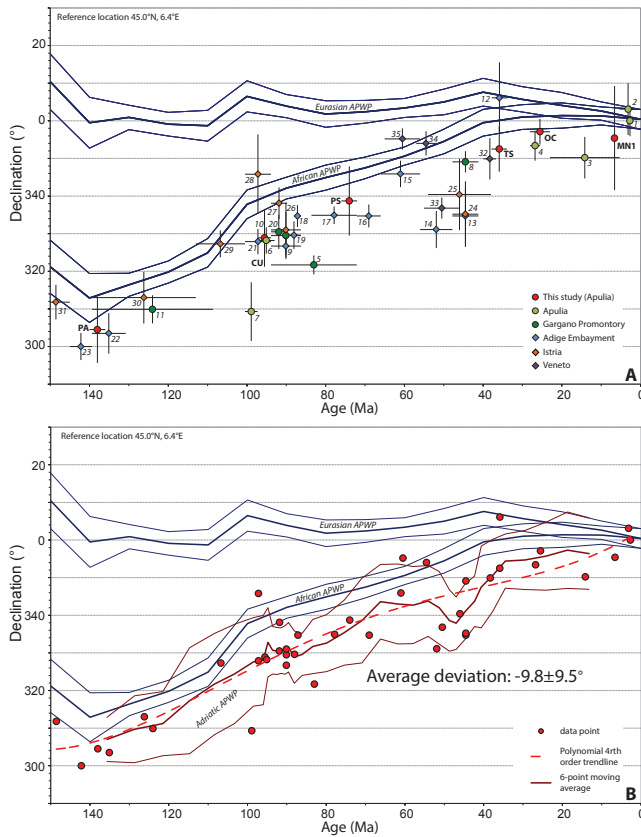 Reference location 45.0°N, 6.4°E
20
0
340
320
300
Declination (°)
Eurasian APWP
African APWP
1
2
3
4
5
6
7
8
9
10
11
12
13
14
15
16
17
18
19
20
21
22
23
24
25
26
27
28
29
30
31
32
33
34
35
PA
CU
PS
TS
OC
MN1
This study (Apulia)
Apulia
Gargano Promontory
Adige Embayment
Istria
Veneto
A
140 120 100 80 60 40 20 0
Age (Ma)
Reference location 45.0°N, 6.4°E
20
0
340
320
300
Declination (°)
Eurasian APWP
African APWP
Adriatic APWP
Average deviation: -9.8±9.5°
data point
Polynomial 4rth
order trendline
6-point moving
average
B
140 120 100 80 60 40 20 0
Age (Ma)